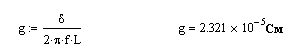 g := δ / (2·π·f·L)    g = 2.321 × 10⁻⁵ См